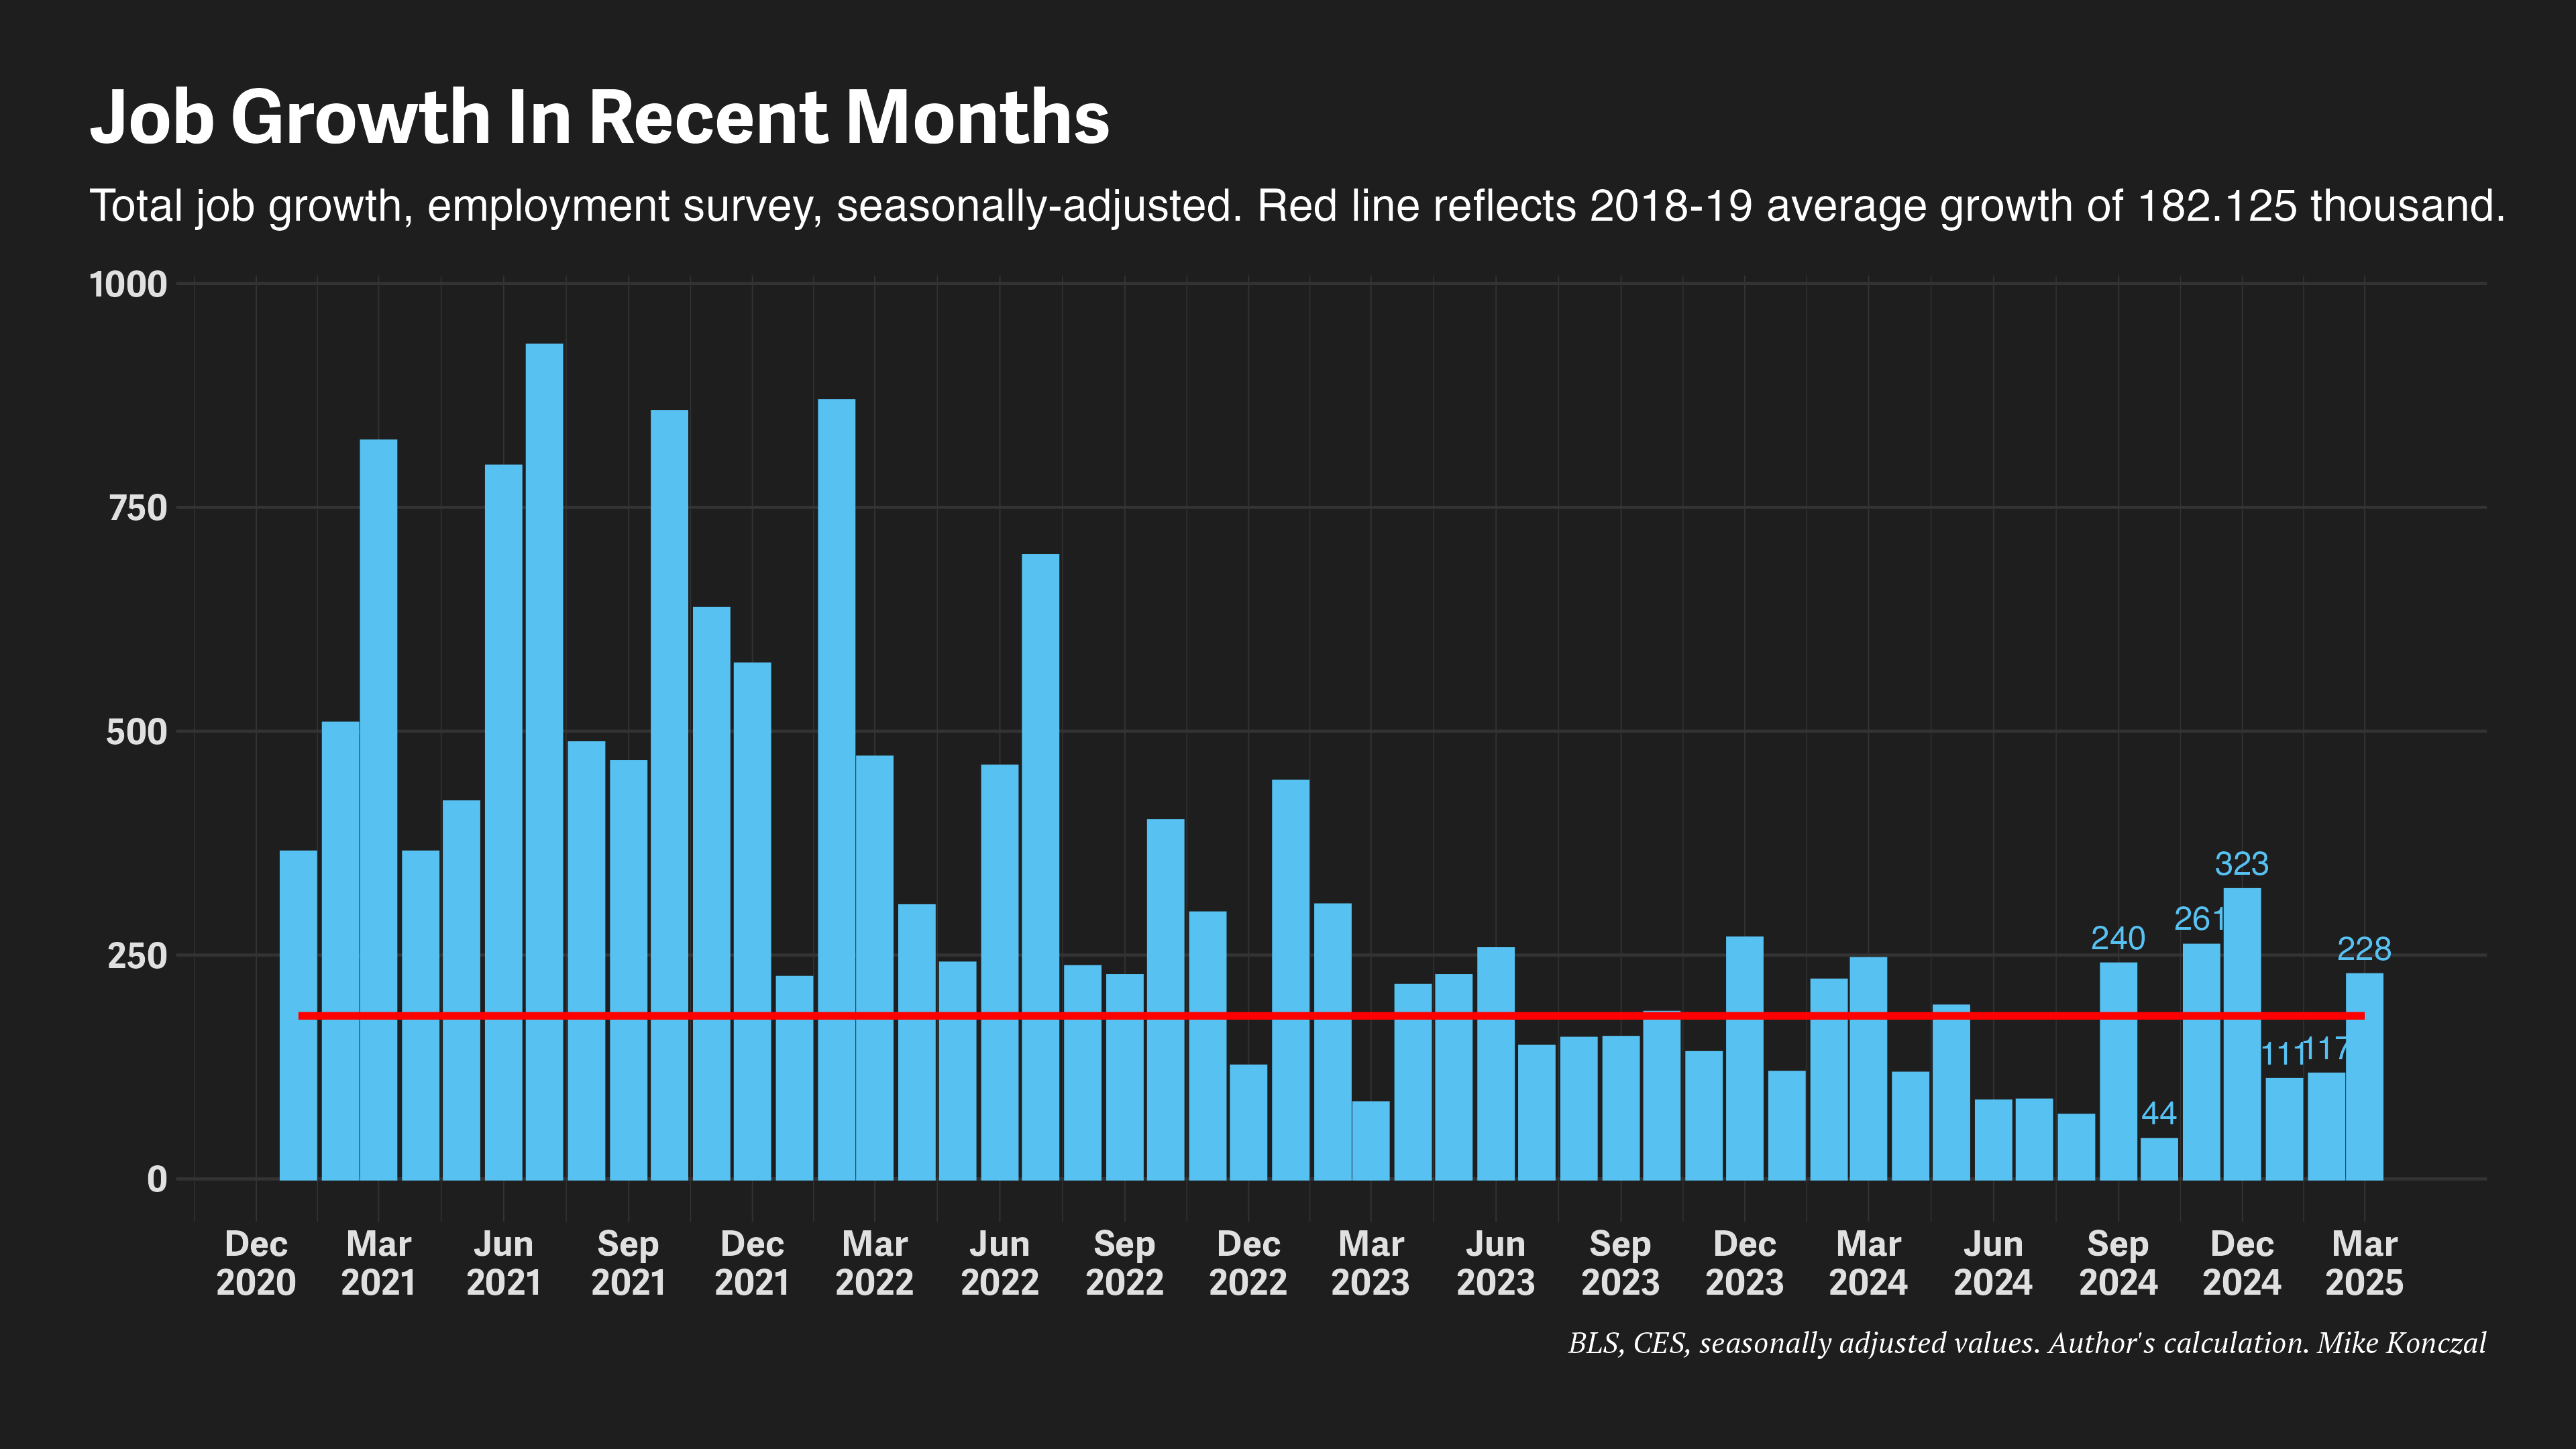 Job Growth In Recent Months
Total job growth, employment survey, seasonally-adjusted. Red line reflects 2018-19 average growth of 182.125 thousand.
1000
750
500
250
0
240
44
261
323
111
117
228
Dec 2020
Mar 2021
Jun 2021
Sep 2021
Dec 2021
Mar 2022
Jun 2022
Sep 2022
Dec 2022
Mar 2023
Jun 2023
Sep 2023
Dec 2023
Mar 2024
Jun 2024
Sep 2024
Dec 2024
Mar 2025
BLS, CES, seasonally adjusted values. Author's calculation. Mike Konczal